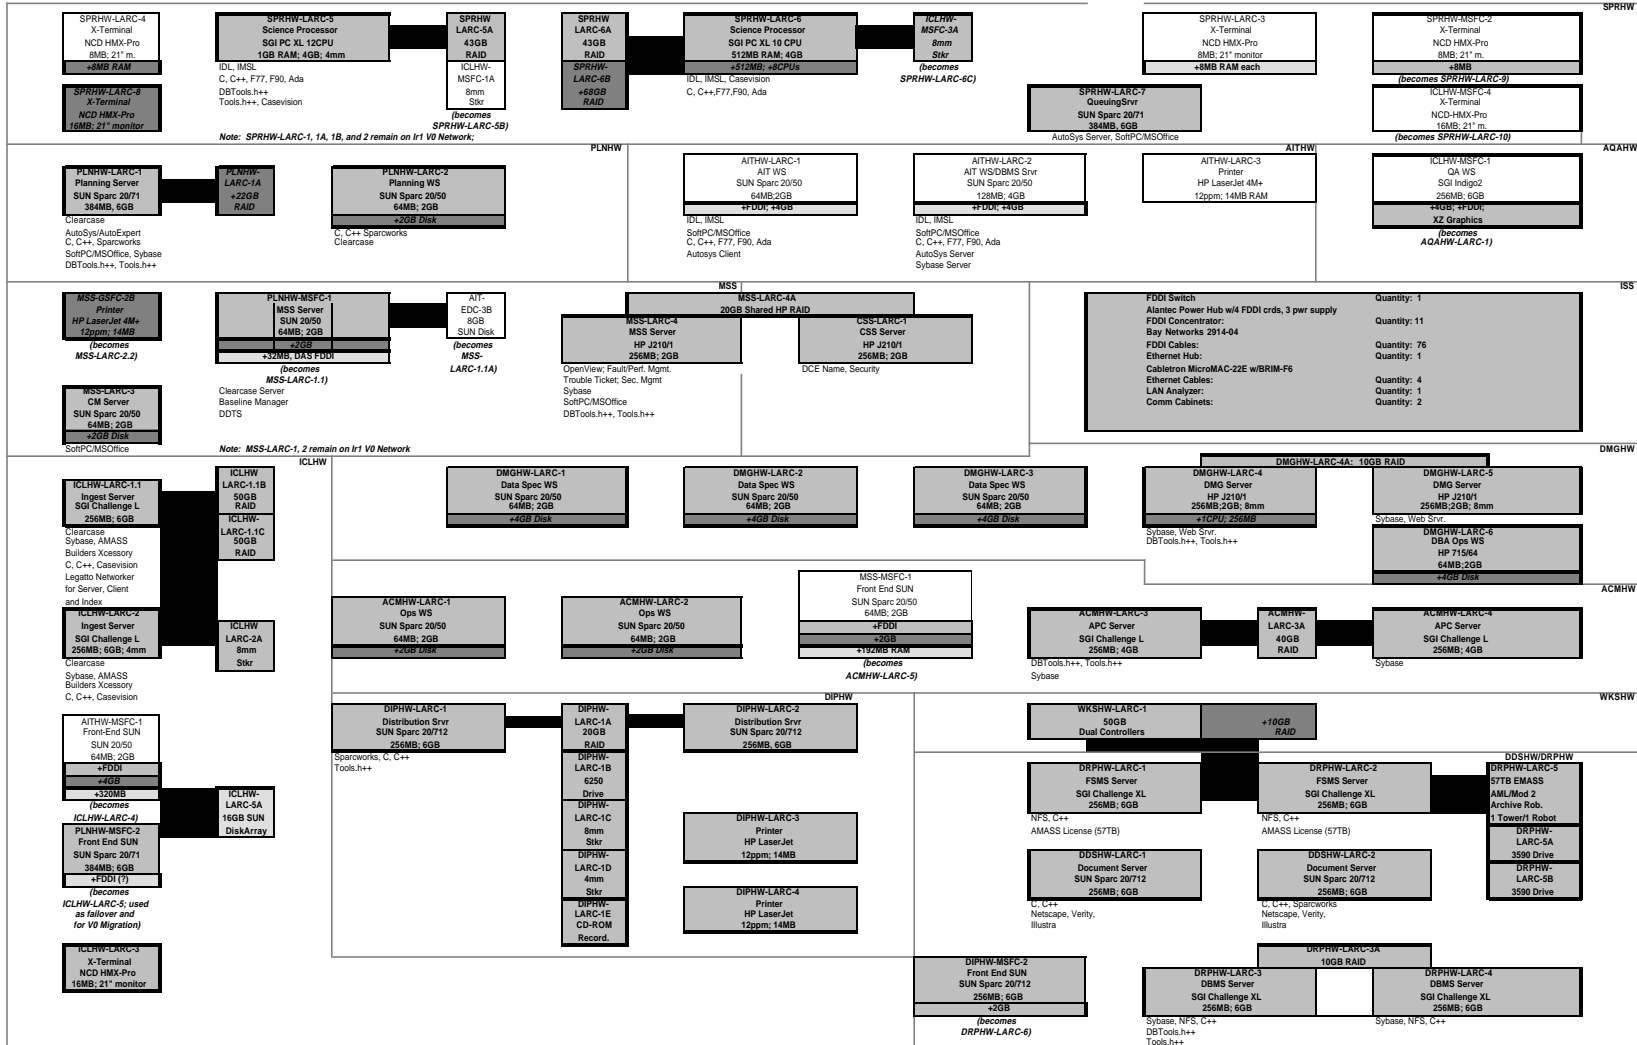 SPRHW
SPRHW-LARC-4
X-Terminal
NCD HMX-Pro
8MB; 21" m.
+8MB RAM
SPRHW-LARC-8
X-Terminal
NCD HMX-Pro
16MB; 21" monitor
SPRHW-LARC-5
Science Processor
SGI PC XL 12CPU
1GB RAM; 4GB; 4mm
IDL, IMSL
C, C++, F77, F90, Ada
DBTools.h++
Tools.h++, Casevision
SPRHW
LARC-5A
43GB
RAID
ICLHW-
MSFC-1A
8mm
Stkr
(becomes
SPRHW-LARC-5B)
Note: SPRHW-LARC-1, 1A, 1B, and 2 remain on Ir1 V0 Network;
SPRHW
LARC-6A
43GB
RAID
SPRHW-
LARC-6B
+68GB
RAID
SPRHW-LARC-6
Science Processor
SGI PC XL 10 CPU
512MB RAM; 4GB
+512MB; +8CPUs
IDL, IMSL, Casevision
C, C++,F77,F90, Ada
ICLHW-
MSFC-3A
8mm
Stkr
(becomes
SPRHW-LARC-6C)
SPRHW-LARC-3
X-Terminal
NCD HMX-Pro
8MB; 21" monitor
+8MB RAM each
SPRHW-LARC-7
QueuingSrvr
SUN Sparc 20/71
384MB, 6GB
AutoSys Server, SoftPC/MSOffice
SPRHW-MSFC-2
X-Terminal
NCD HMX-Pro
8MB; 21" m.
+8MB
(becomes SPRHW-LARC-9)
ICLHW-MSFC-4
X-Terminal
NCD-HMX-Pro
16MB; 21" m.
(becomes SPRHW-LARC-10)
PLNHW
PLNHW-LARC-1
Planning Server
SUN Sparc 20/71
384MB, 6GB
Clearcase
AutoSys/AutoExpert
C, C++, Sparcworks
SoftPC/MSOffice, Sybase
DBTools.h++, Tools.h++
PLNHW-
LARC-1A
+22GB
RAID
PLNHW-LARC-2
Planning WS
SUN Sparc 20/50
64MB; 2GB
+2GB Disk
C, C++ Sparcworks
Clearcase
AITHW
AITHW-LARC-1
AIT WS
SUN Sparc 20/50
64MB;2GB
+FDDI; +4GB
IDL, IMSL
SoftPC/MSOffice
C, C++, F77, F90, Ada
Autosys Client
AITHW-LARC-2
AIT WS/DBMS Srvr
SUN Sparc 20/50
128MB; 4GB
+FDDI; +4GB
IDL, IMSL
SoftPC/MSOffice
C, C++, F77, F90, Ada
AutoSys Server
Sybase Server
AITHW-LARC-3
Printer
HP LaserJet 4M+
12ppm; 14MB RAM
AQAHW
ICLHW-MSFC-1
QA WS
SGI Indigo2
256MB; 6GB
+4GB; +FDDI;
XZ Graphics
(becomes
AQAHW-LARC-1)
MSS
MSS-GSFC-2B
Printer
HP LaserJet 4M+
12ppm; 14MB
(becomes
MSS-LARC-2.2)
MSS-LARC-3
CM Server
SUN Sparc 20/50
64MB; 2GB
+2GB Disk
SoftPC/MSOffice
PLNHW-MSFC-1
MSS Server
SUN 20/50
64MB; 2GB
+2GB
+32MB, DAS FDDI
(becomes
MSS-LARC-1.1)
Clearcase Server
Baseline Manager
DDTS
AIT-
EDC-3B
8GB
SUN Disk
(becomes
MSS-
LARC-1.1A)
Note: MSS-LARC-1, 2 remain on Ir1 V0 Network
MSS-LARC-4A
20GB Shared HP RAID
MSS-LARC-4
MSS Server
HP J210/1
256MB; 2GB
OpenView; Fault/Perf. Mgmt.
Trouble Ticket; Sec. Mgmt
Sybase
SoftPC/MSOffice
DBTools.h++, Tools.h++
CSS-LARC-1
CSS Server
HP J210/1
256MB; 2GB
DCE Name, Security
ISS
FDDI Switch Quantity: 1
Alantec Power Hub w/4 FDDI crds, 3 pwr supply
FDDI Concentrator: Quantity: 11
Bay Networks 2914-04
FDDI Cables: Quantity: 76
Ethernet Hub: Quantity: 1
Cabletron MicroMAC-22E w/BRIM-F6
Ethernet Cables: Quantity: 4
LAN Analyzer: Quantity: 1
Comm Cabinets: Quantity: 2
ICLHW
ICLHW-LARC-1.1
Ingest Server
SGI Challenge L
256MB; 6GB
Clearcase
Sybase, AMASS
Builders Xcessory
C, C++, Casevision
Legatto Networker
for Server, Client
and Index
ICLHW
LARC-1.1B
50GB
RAID
ICLHW-
LARC-1.1C
50GB
RAID
ICLHW-LARC-2
Ingest Server
SGI Challenge L
256MB; 6GB; 4mm
Clearcase
Sybase, AMASS
Builders Xcessory
C, C++, Casevision
ICLHW
LARC-2A
8mm
Stkr
AITHW-MSFC-1
Front-End SUN
SUN 20/50
64MB; 2GB
+FDDI
+4GB
+320MB
(becomes
ICLHW-LARC-4)
PLNHW-MSFC-2
Front End SUN
SUN Sparc 20/71
384MB; 6GB
+FDDI (?)
(becomes
ICLHW-LARC-5; used
as failover and
for V0 Migration)
ICLHW-
LARC-5A
16GB SUN
DiskArray
ICLHW-LARC-3
X-Terminal
NCD HMX-Pro
16MB; 21" monitor
DMGHW
DMGHW-LARC-1
Data Spec WS
SUN Sparc 20/50
64MB; 2GB
+4GB Disk
DMGHW-LARC-2
Data Spec WS
SUN Sparc 20/50
64MB; 2GB
+4GB Disk
DMGHW-LARC-3
Data Spec WS
SUN Sparc 20/50
64MB; 2GB
+4GB Disk
DMGHW-LARC-4A: 10GB RAID
DMGHW-LARC-4
DMG Server
HP J210/1
256MB;2GB; 8mm
+1CPU; 256MB
Sybase, Web Srvr.
DBTools.h++, Tools.h++
DMGHW-LARC-5
DMG Server
HP J210/1
256MB;2GB; 8mm
Sybase, Web Srvr.
DMGHW-LARC-6
DBA Ops WS
HP 715/64
64MB;2GB
+4GB Disk
ACMHW
ACMHW-LARC-1
Ops WS
SUN Sparc 20/50
64MB; 2GB
+2GB Disk
ACMHW-LARC-2
Ops WS
SUN Sparc 20/50
64MB; 2GB
+2GB Disk
MSS-MSFC-1
Front End SUN
SUN Sparc 20/50
64MB; 2GB
+FDDI
+2GB
+192MB RAM
(becomes
ACMHW-LARC-5)
ACMHW-LARC-3
APC Server
SGI Challenge L
256MB; 4GB
DBTools.h++, Tools.h++
Sybase
ACMHW-
LARC-3A
40GB
RAID
ACMHW-LARC-4
APC Server
SGI Challenge L
256MB; 4GB
Sybase
DIPHW
DIPHW-LARC-1
Distribution Srvr
SUN Sparc 20/712
256MB; 6GB
Sparcworks, C, C++
Tools.h++
DIPHW-
LARC-1A
20GB
RAID
DIPHW-
LARC-1B
6250
Drive
DIPHW-
LARC-1C
8mm
Stkr
DIPHW-
LARC-1D
4mm
Stkr
DIPHW-
LARC-1E
CD-ROM
Record.
DIPHW-LARC-2
Distribution Srvr
SUN Sparc 20/712
256MB, 6GB
DIPHW-LARC-3
Printer
HP LaserJet
12ppm; 14MB
DIPHW-LARC-4
Printer
HP LaserJet
12ppm; 14MB
WKSHW
WKSHW-LARC-1
50GB
Dual Controllers
+10GB
RAID
DDSHW/DRPHW
DRPHW-LARC-1
FSMS Server
SGI Challenge XL
256MB; 6GB
NFS, C++
AMASS License (57TB)
DRPHW-LARC-2
FSMS Server
SGI Challenge XL
256MB; 6GB
NFS, C++
AMASS License (57TB)
DRPHW-LARC-5
57TB EMASS
AML/Mod 2
Archive Rob.
1 Tower/1 Robot
DRPHW-
LARC-5A
3590 Drive
DRPHW-
LARC-5B
3590 Drive
DDSHW-LARC-1
Document Server
SUN Sparc 20/712
256MB; 6GB
C, C++
Netscape, Verity,
Illustra
DDSHW-LARC-2
Document Server
SUN Sparc 20/712
256MB; 6GB
C, C++, Sparcworks
Netscape, Verity,
Illustra
DIPHW-MSFC-2
Front End SUN
SUN Sparc 20/712
256MB; 6GB
+2GB
(becomes
DRPHW-LARC-6)
DRPHW-LARC-3A
10GB RAID
DRPHW-LARC-3
DBMS Server
SGI Challenge XL
256MB; 6GB
Sybase, NFS, C++
DBTools.h++
Tools.h++
DRPHW-LARC-4
DBMS Server
SGI Challenge XL
256MB; 6GB
Sybase, NFS, C++